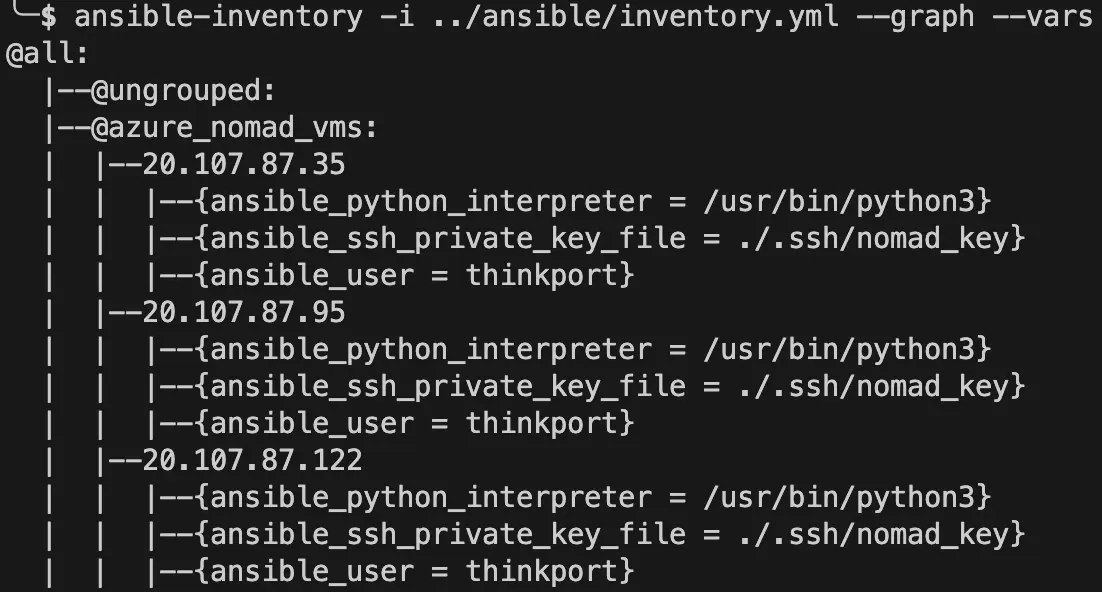 ╰─$ ansible-inventory -i ../ansible/inventory.yml --graph --vars
@all:
  |--@ungrouped:
  |--@azure_nomad_vms:
  |  |--20.107.87.35
  |  |  |--{ansible_python_interpreter = /usr/bin/python3}
  |  |  |--{ansible_ssh_private_key_file = ./.ssh/nomad_key}
  |  |  |--{ansible_user = thinkport}
  |  |--20.107.87.95
  |  |  |--{ansible_python_interpreter = /usr/bin/python3}
  |  |  |--{ansible_ssh_private_key_file = ./.ssh/nomad_key}
  |  |  |--{ansible_user = thinkport}
  |  |--20.107.87.122
  |  |  |--{ansible_python_interpreter = /usr/bin/python3}
  |  |  |--{ansible_ssh_private_key_file = ./.ssh/nomad_key}
  |  |  |--{ansible_user = thinkport}